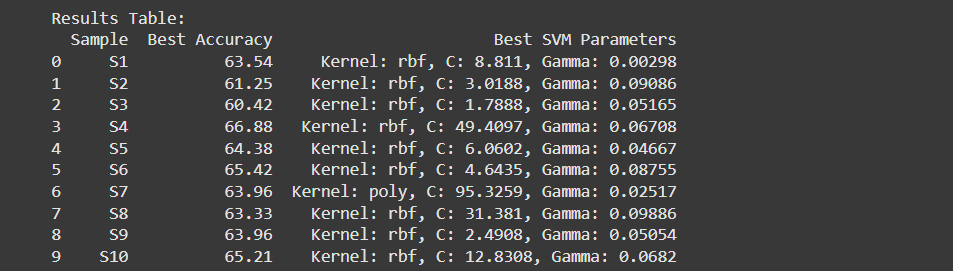 Results Table:
Sample Best Accuracy Best SVM Parameters
0 S1 63.54 Kernel: rbf, C: 8.811, Gamma: 0.00298
1 S2 61.25 Kernel: rbf, C: 3.0188, Gamma: 0.09086
2 S3 60.42 Kernel: rbf, C: 1.7888, Gamma: 0.05165
3 S4 66.88 Kernel: rbf, C: 49.4097, Gamma: 0.06708
4 S5 64.38 Kernel: rbf, C: 6.0602, Gamma: 0.04667
5 S6 65.42 Kernel: rbf, C: 4.6435, Gamma: 0.08755
6 S7 63.96 Kernel: poly, C: 95.3259, Gamma: 0.02517
7 S8 63.33 Kernel: rbf, C: 31.381, Gamma: 0.09886
8 S9 63.96 Kernel: rbf, C: 2.4908, Gamma: 0.05054
9 S10 65.21 Kernel: rbf, C: 12.8308, Gamma: 0.0682